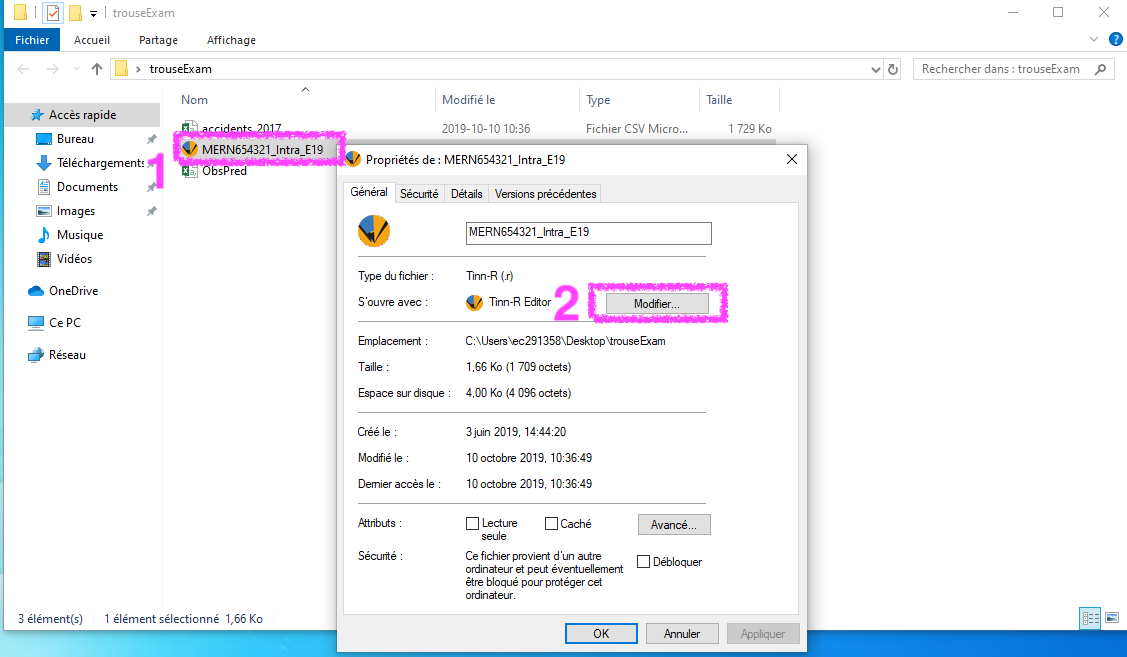 trouseExam
Fichier Accueil Partage Affichage
trouseExam
Rechercher dans : trouseExam
Nom Modifié le Type Taille
Accès rapide
Bureau
Téléchargements
Documents
Images
Musique
Vidéos
OneDrive
Ce PC
Réseau
accidents_2017 2019-10-10 10:36 Fichier CSV Micro... 1 729 Ko
MERN654321_Intra_E19
ObsPred
1
Propriétés de : MERN654321_Intra_E19
Général Sécurité Détails Versions précédentes
MERN654321_Intra_E19
Type du fichier : Tinn-R (.r)
S'ouvre avec : Tinn-R Editor 2 Modifier...
Emplacement : C:\Users\ec291358\Desktop\trouseExam
Taille : 1,66 Ko (1 709 octets)
Espace sur disque : 4,00 Ko (4 096 octets)
Créé le : 3 juin 2019, 14:44:20
Modifié le : 10 octobre 2019, 10:36:49
Dernier accès le : 10 octobre 2019, 10:36:49
Attributs : Lecture seule Caché Avancé...
Sécurité : Ce fichier provient d'un autre
ordinateur et peut éventuellement
être bloqué pour protéger cet
ordinateur.
Débloquer
OK Annuler Appliquer
3 élément(s) 1 élément sélectionné 1,66 Ko